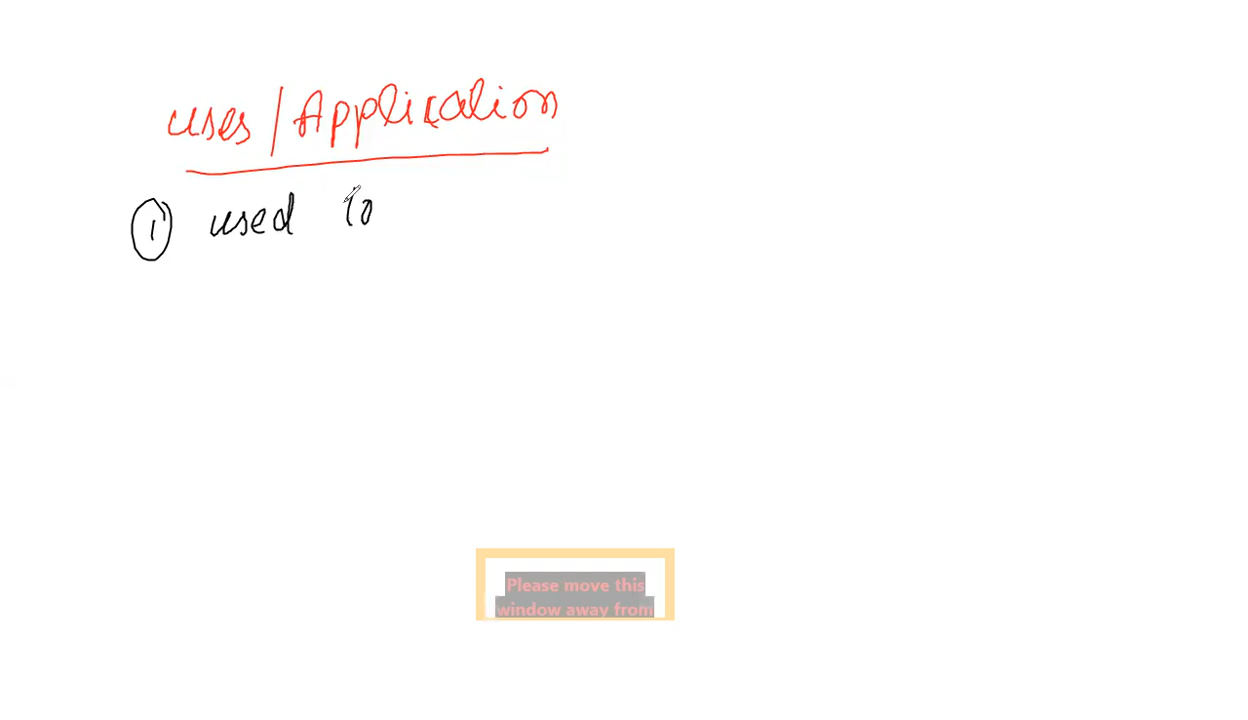 uses / Application
① used to
Please move this
window away from